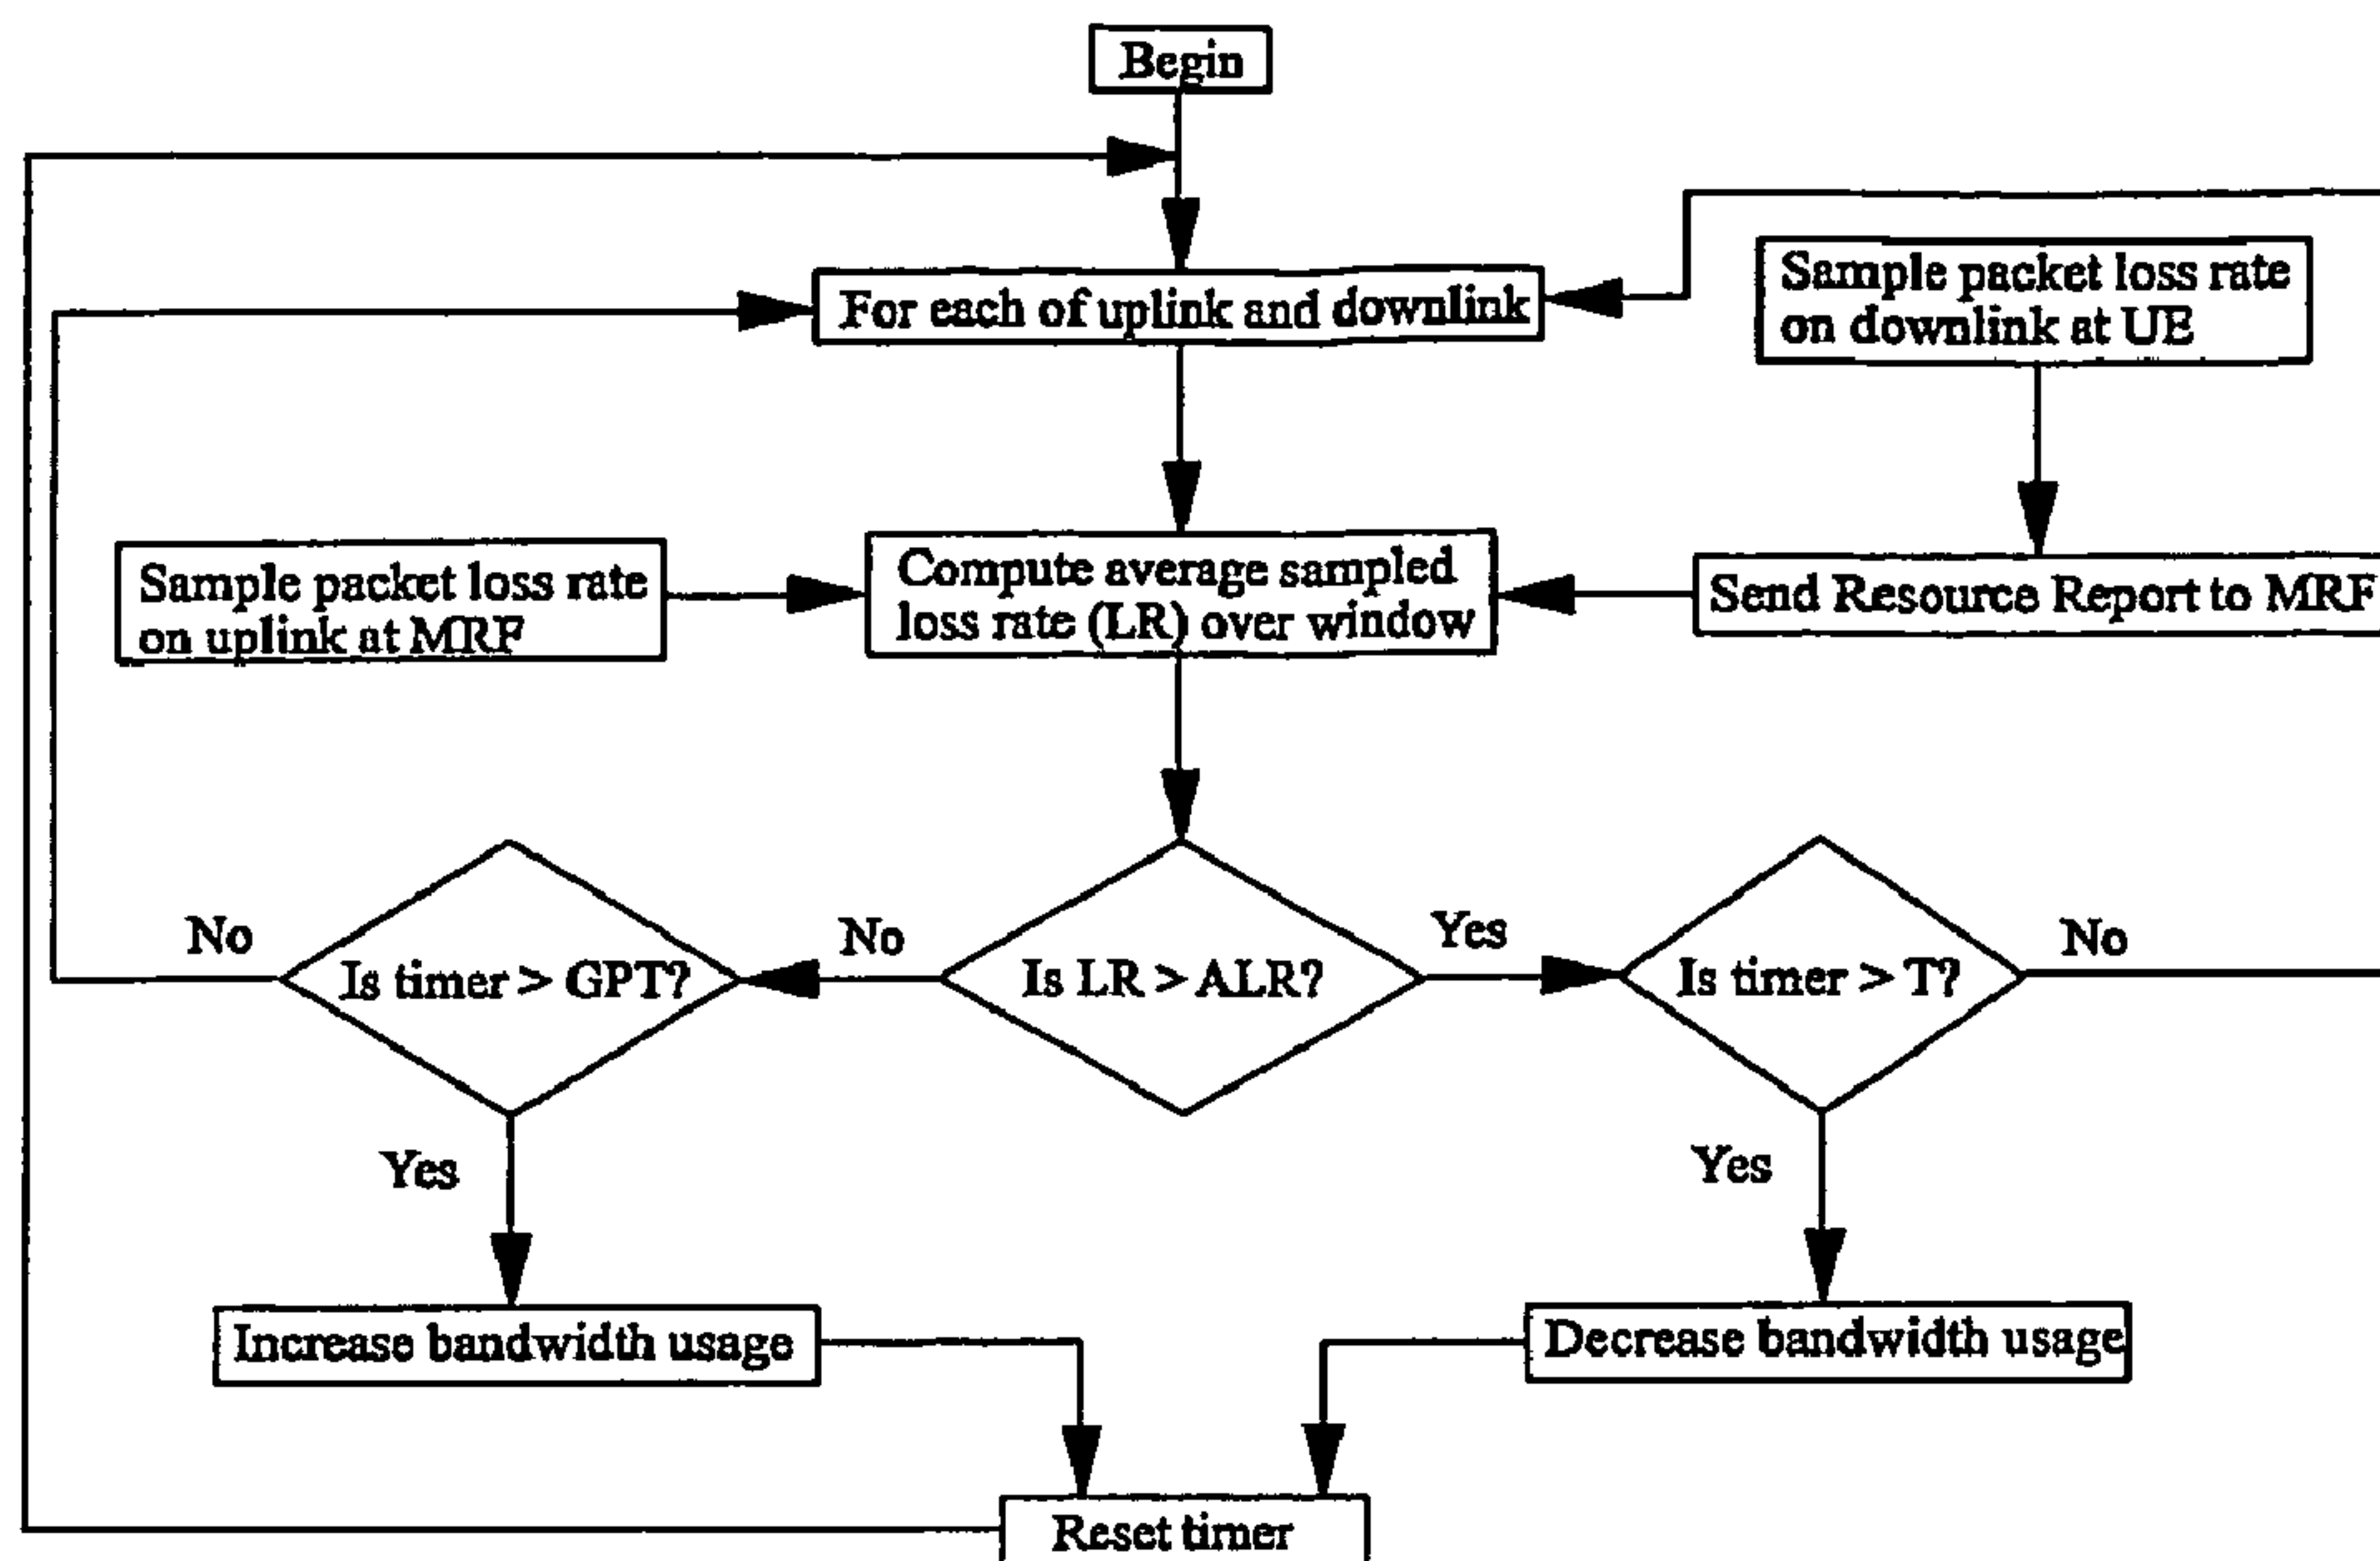 Begin
For each of uplink and downlink
Sample packet loss rate
on downlink at UE
Sample packet loss rate
on uplink at MRF
Compute average sampled
loss rate (LR) over window
Send Resource Report to MRF
No
Is timer > GPT?
No
Is LR > ALR?
Yes
Is timer > T?
No
Yes
Yes
Increase bandwidth usage
Decrease bandwidth usage
Reset timer